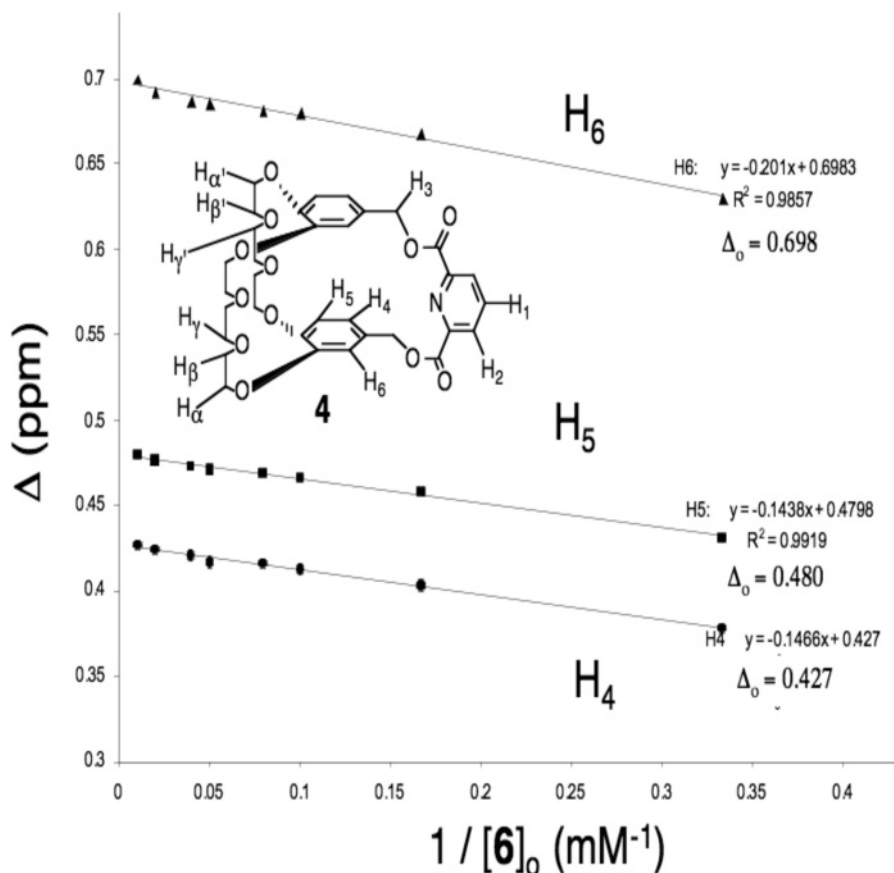 0.7
0.65
0.6
0.55
0.5
0.45
0.4
0.35
0.3
Δ (ppm)
H₆
H6: y = -0.201x + 0.6983
R² = 0.9857
Δₒ = 0.698
Hα'
Hβ'
Hγ'
Hγ
Hβ
Hα
O
O
O
O
O
O
O
O
O
O
O
O
O
O
N
H₃
H₅
H₄
H₆
H₁
H₂
4
H₅
H5: y = -0.1438x + 0.4798
R² = 0.9919
Δₒ = 0.480
H4 y = -0.1466x + 0.427
Δₒ = 0.427
H₄
0 0.05 0.1 0.15 0.2 0.25 0.3 0.35 0.4
1 / [6]ₒ (mM⁻¹)